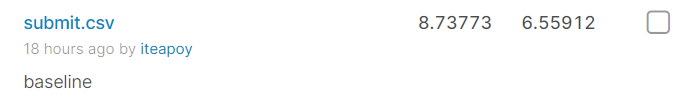 submit.csv 8.73773 6.55912
18 hours ago by iteapoy
baseline